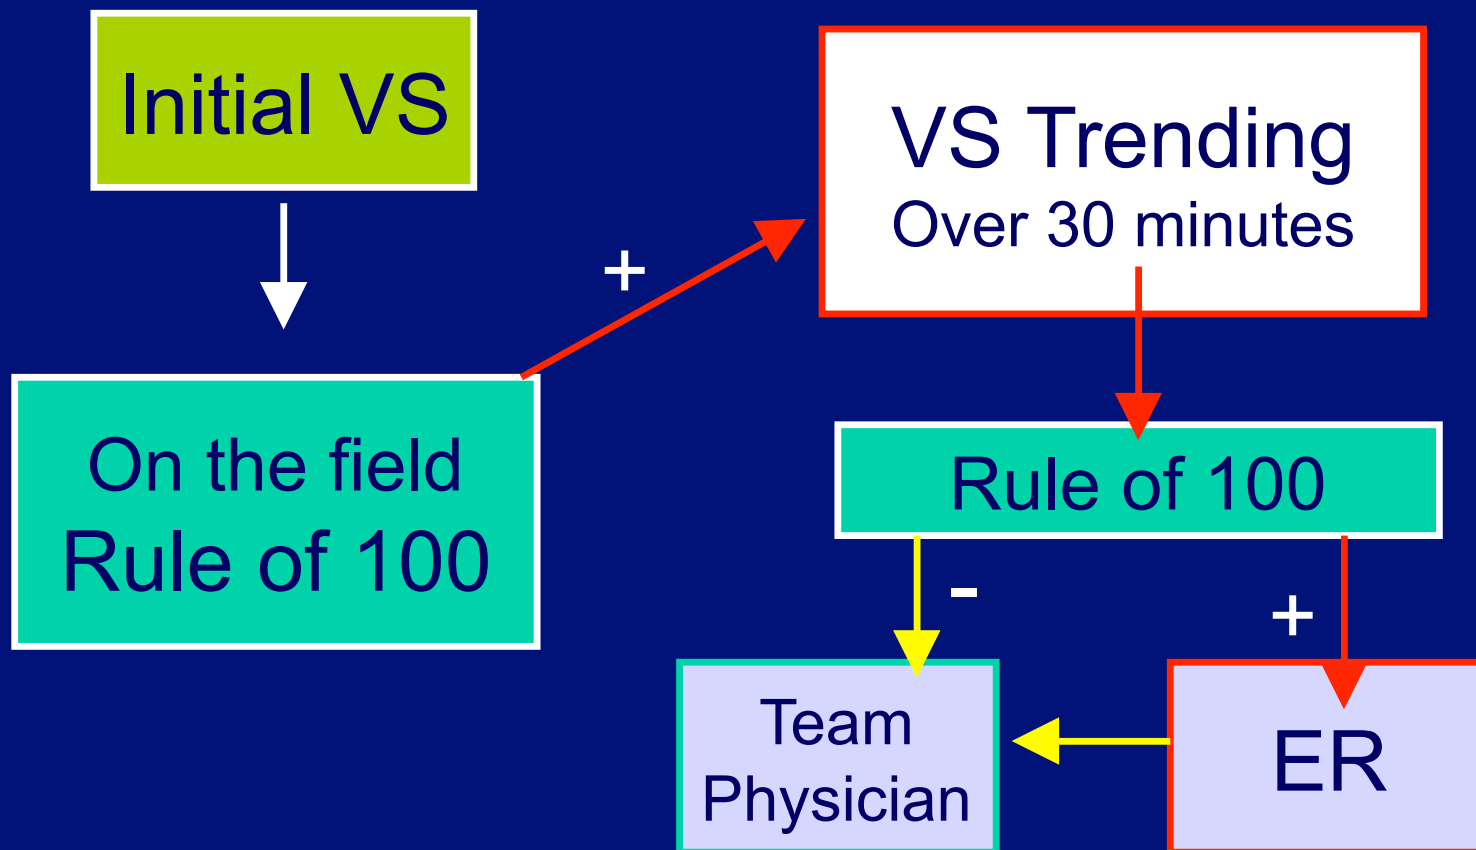 Initial VS
On the field
Rule of 100
+
VS Trending
Over 30 minutes
Rule of 100
-
+
Team
Physician
ER